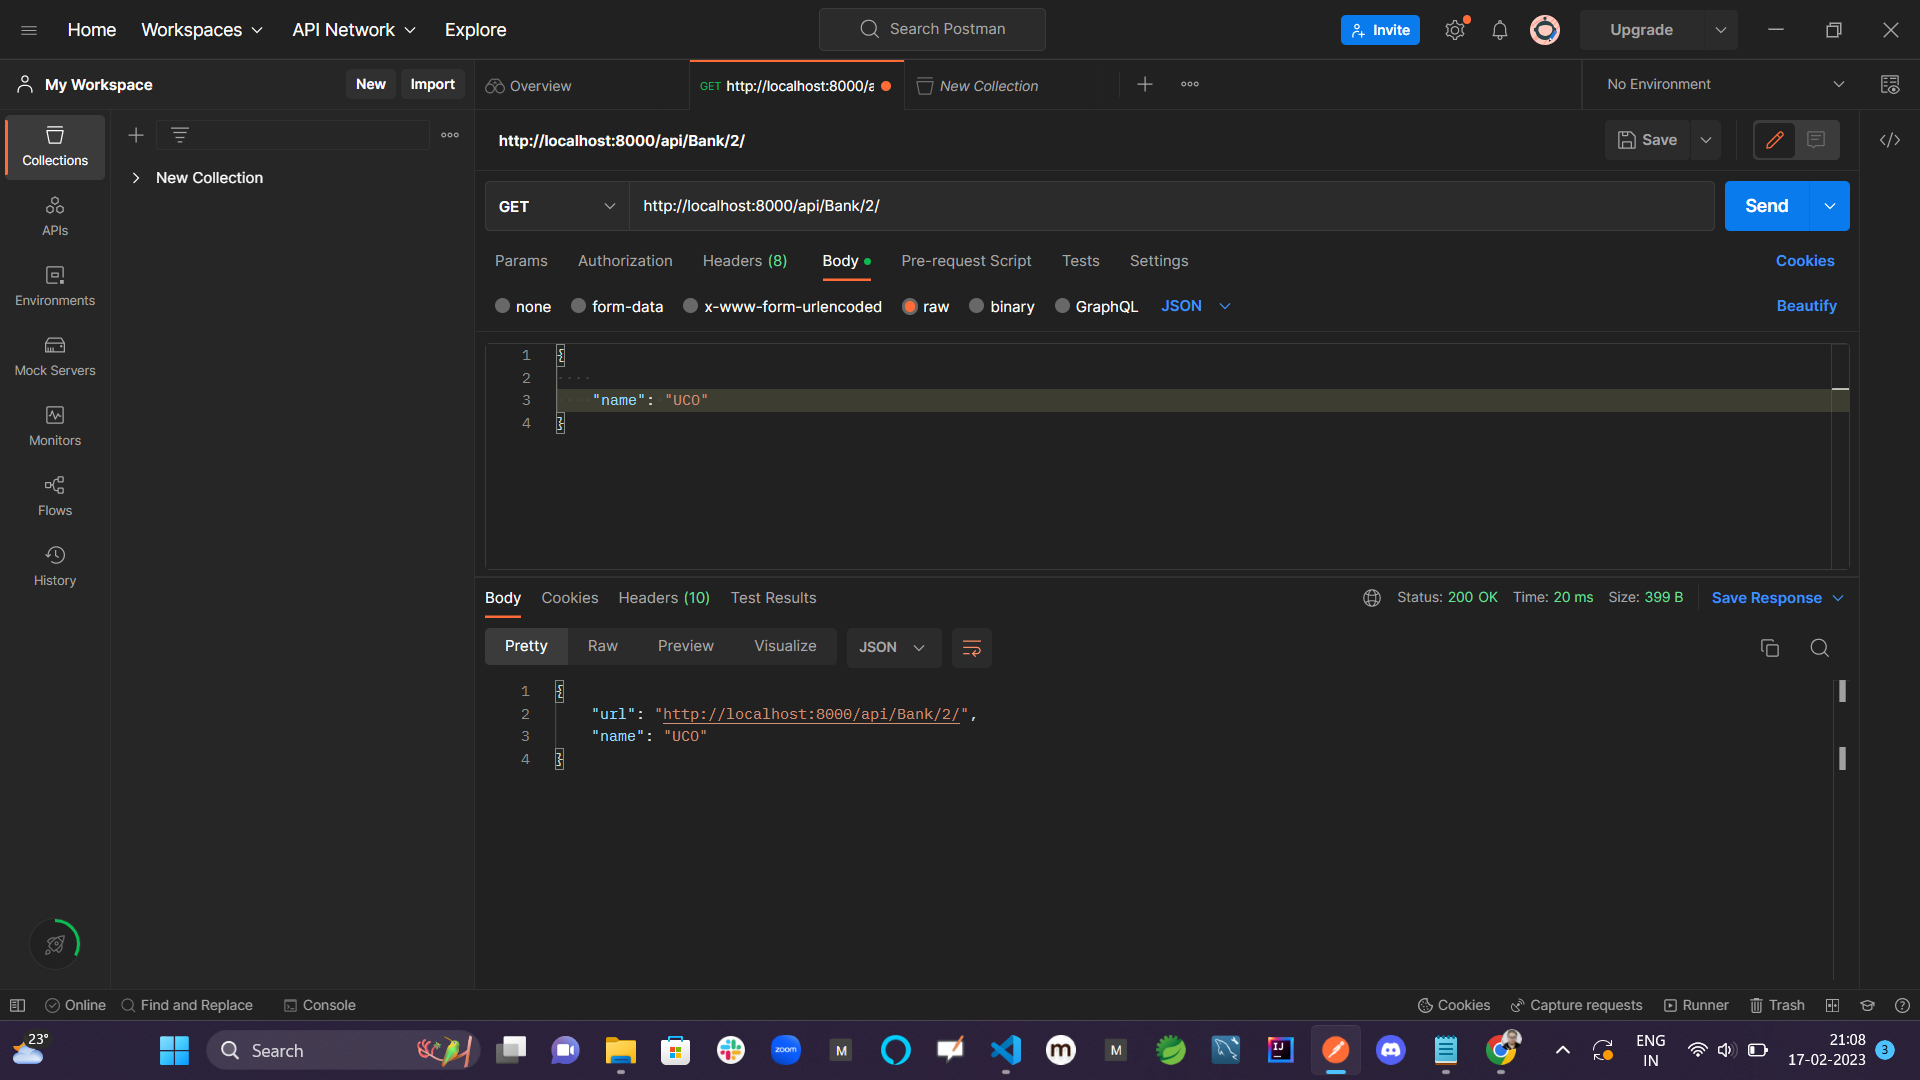 Home Workspaces API Network Explore Search Postman Invite Upgrade
My Workspace New Import Overview GET http://localhost:8000/a New Collection No Environment
Collections
New Collection
APIs
Environments
Mock Servers
Monitors
Flows
History
http://localhost:8000/api/Bank/2/ Save
GET http://localhost:8000/api/Bank/2/ Send
Params Authorization Headers (8) Body Pre-request Script Tests Settings Cookies
none form-data x-www-form-urlencoded raw binary GraphQL JSON Beautify
1 {
2
3 "name": "UCO"
4 }
Body Cookies Headers (10) Test Results Status: 200 OK Time: 20 ms Size: 399 B Save Response
Pretty Raw Preview Visualize JSON
1 {
2 "url": "http://localhost:8000/api/Bank/2/",
3 "name": "UCO"
4 }
Online Find and Replace Console Cookies Capture requests Runner Trash
23° Search zoom M m M IJ ENG IN 21:08 17-02-2023 3